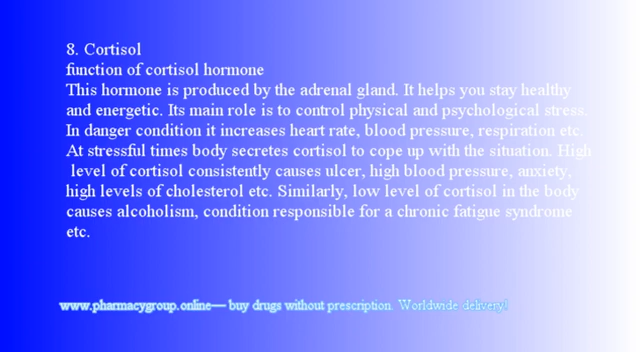 8. Cortisol
function of cortisol hormone
This hormone is produced by the adrenal gland. It helps you stay healthy
and energetic. Its main role is to control physical and psychological stress.
In danger condition it increases heart rate, blood pressure, respiration etc.
At stressful times body secretes cortisol to cope up with the situation. High
level of cortisol consistently causes ulcer, high blood pressure, anxiety,
high levels of cholesterol etc. Similarly, low level of cortisol in the body
causes alcoholism, condition responsible for a chronic fatigue syndrome
etc.
www.pharmacygroup.online— buy drugs without prescription. Worldwide delivery!